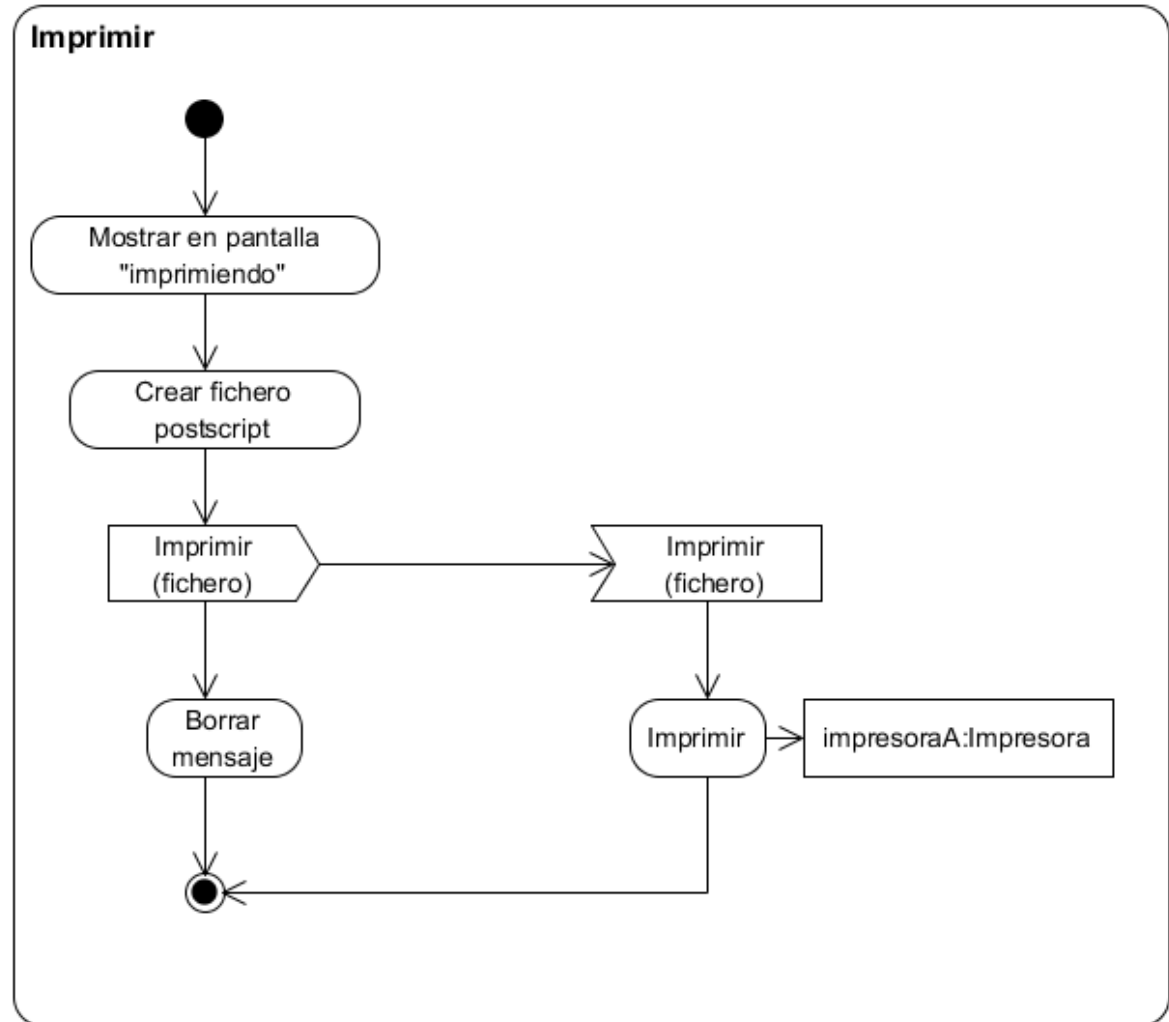 Imprimir
Mostrar en pantalla
"imprimiendo"
Crear fichero
postscript
Imprimir
(fichero)
Imprimir
(fichero)
Borrar
mensaje
Imprimir
impresoraA:Impresora